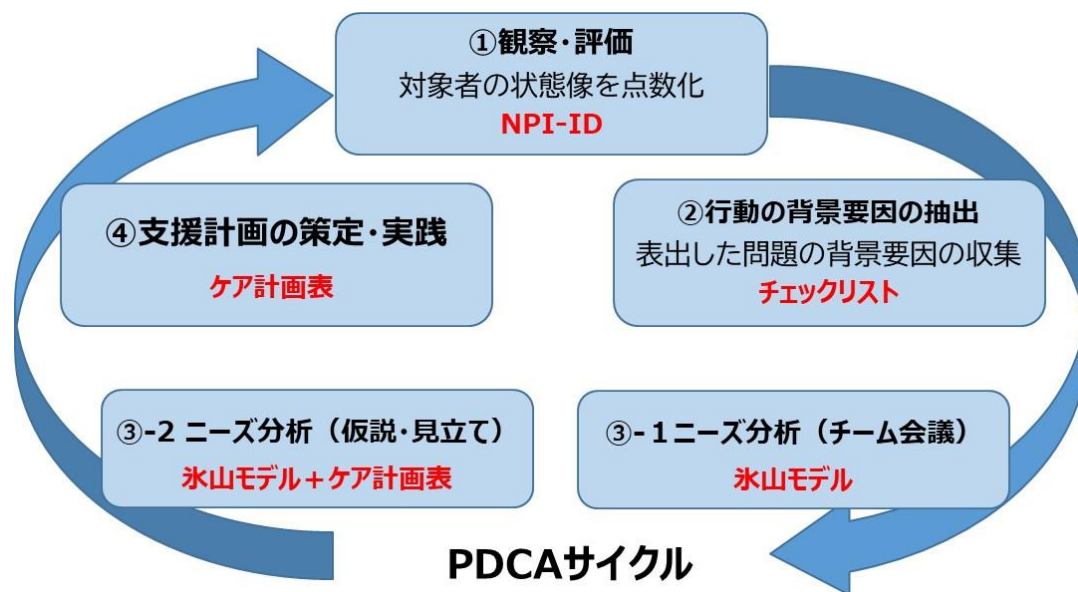 ①観察・評価
対象者の状態像を点数化
NPI-ID
②行動の背景要因の抽出
表出した問題の背景要因の収集
チェックリスト
③-１ニーズ分析（チーム会議）
氷山モデル
③-2 ニーズ分析（仮説・見立て）
氷山モデル＋ケア計画表
④支援計画の策定・実践
ケア計画表
PDCAサイクル